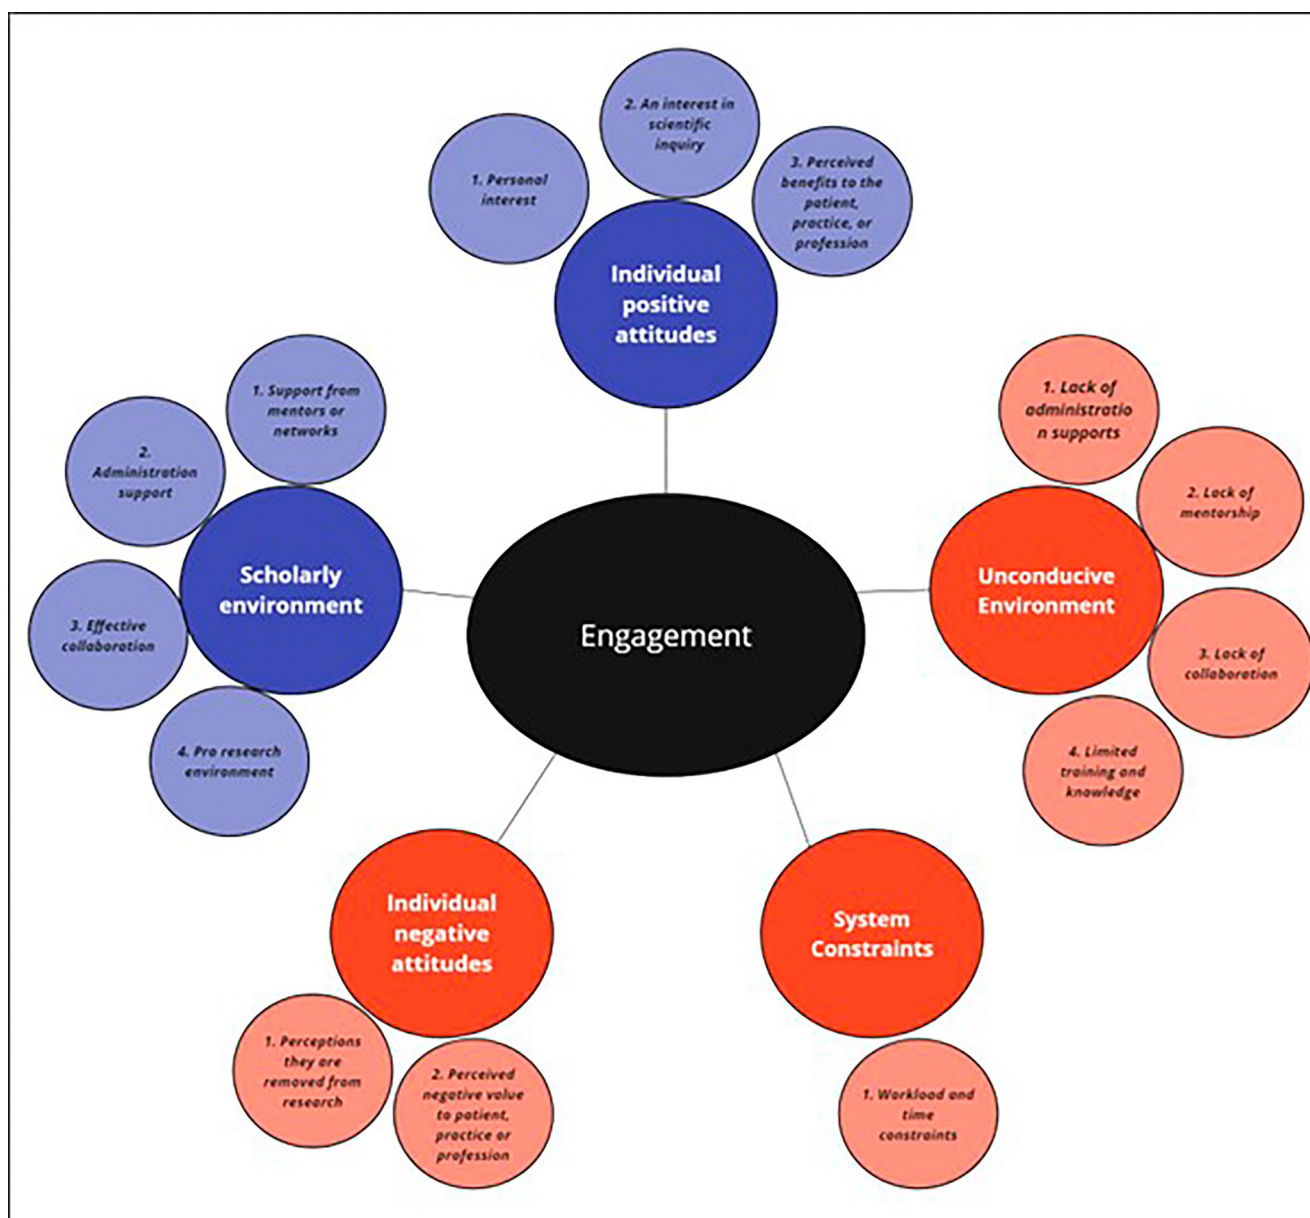 2. An interest in
scientific
inquiry
1. Personal
interest
3. Perceived
benefits to the
patient,
practice, or
profession
Individual
positive
attitudes
1. Support from
mentors or
networks
2.
Administration
support
3. Effective
collaboration
4. Pro research
environment
Scholarly
environment
Engagement
1. Lack of
administratio
n supports
2. Lack of
mentorship
3. Lack of
collaboration
4. Limited
training and
knowledge
Unconducive
Environment
Individual
negative
attitudes
1. Perceptions
they are
removed from
research
2. Perceived
negative value
to patient,
practice or
profession
System
Constraints
1. Workload and
time
constraints